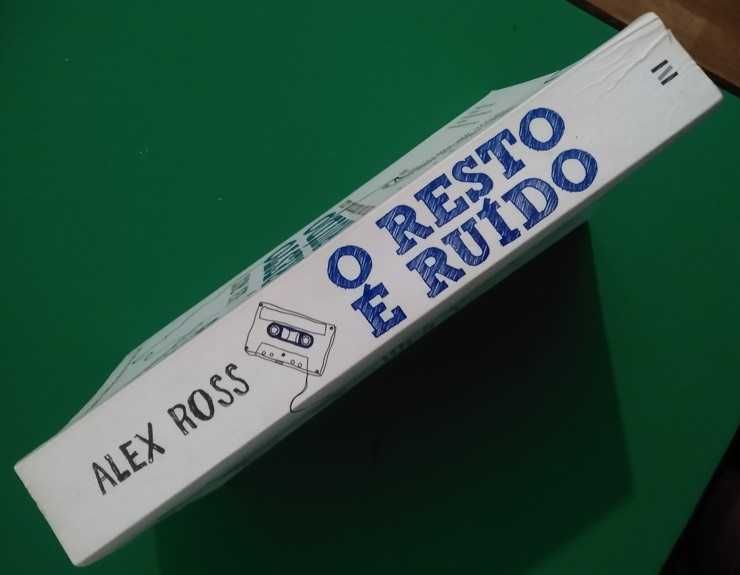 ALEX ROSS
O RESTO
É RUÍDO